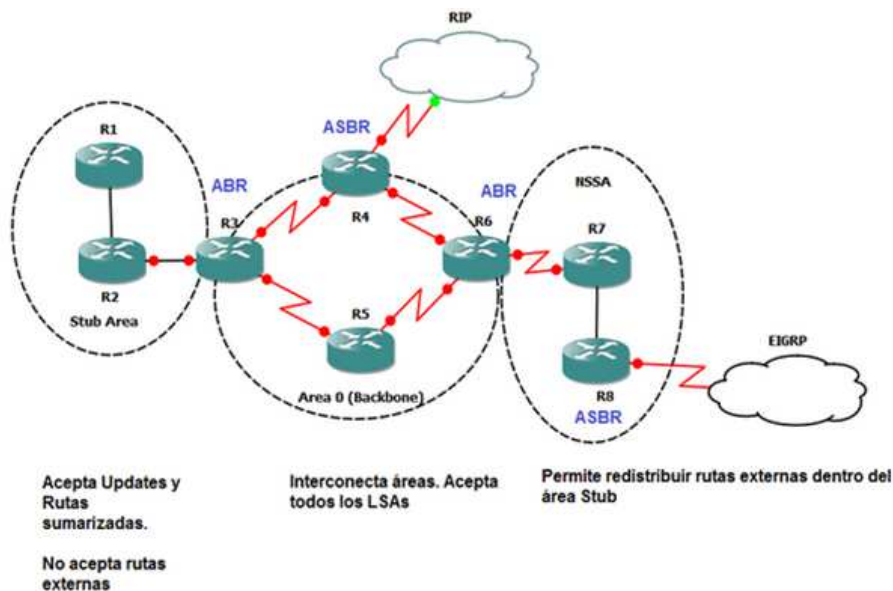 RIP
R1
ASBR
NSSA
ABR
ABR
R3
R4
R6
R7
R2
R5
Stub Area
EIGRP
R8
Area 0 (Backbone)
ASBR
Acepta Updates y
Rutas
sumarizadas.
No acepta rutas
externas
Interconecta áreas. Acepta
todos los LSAs
Permite redistribuir rutas externas dentro del
área Stub